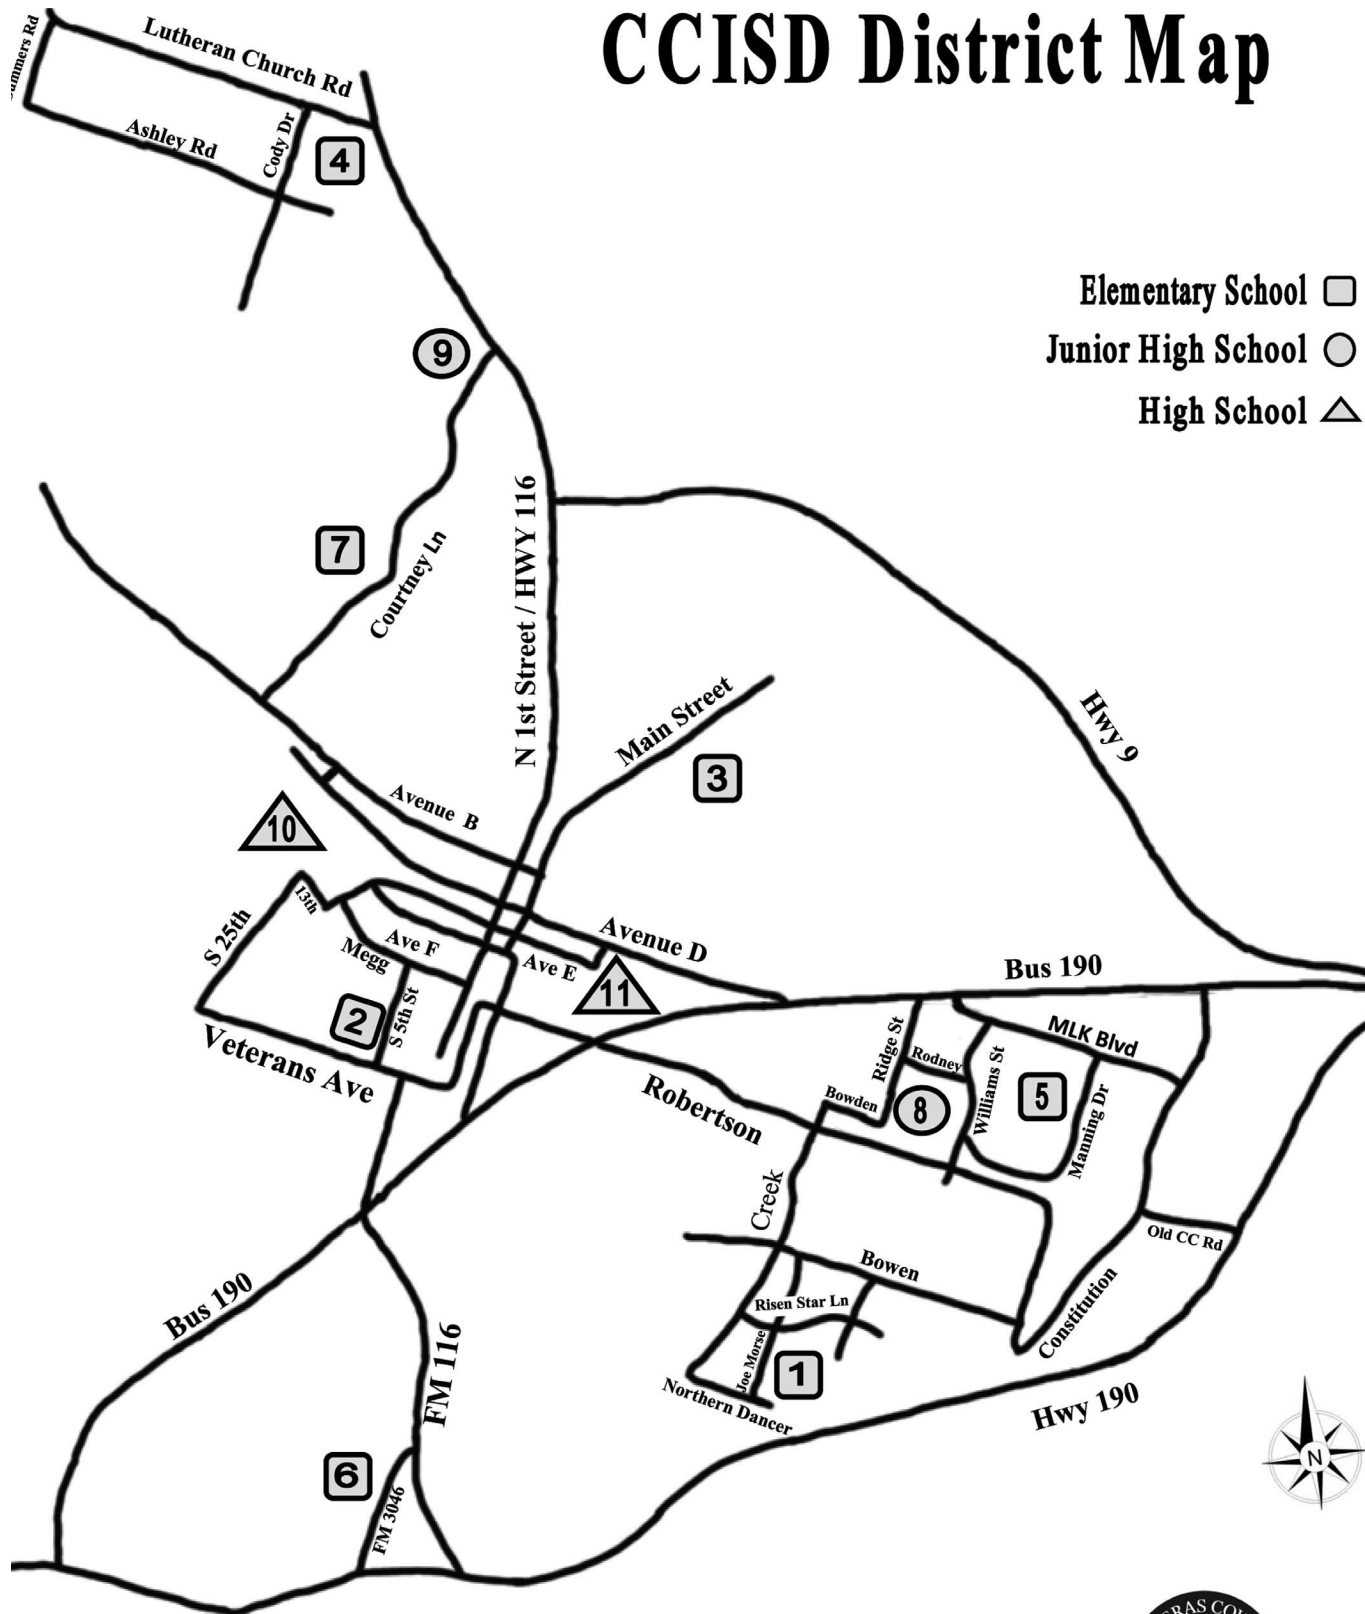 CCISD District Map
Lutheran Church Rd
Ashley Rd
Cody Dr
4
Elementary School
Junior High School
High School
9
7
Courtney Ln
N 1st Street / HWY 116
Main Street
3
Hwy 9
Avenue B
10
13th
S 25th
Ave F
Megg
Avenue D
Ave E
11
Bus 190
2
S 5th St
Veterans Ave
Robertson
Ridge St
Rodney
MLK Blvd
Williams St
5
Manning Dr
Bowden
8
Creek
Old CC Rd
Bowen
Risen Star Ln
Constitution
Joe Morse
1
Northern Dancer
Hwy 190
Bus 190
FM 116
6
FM 3046
N